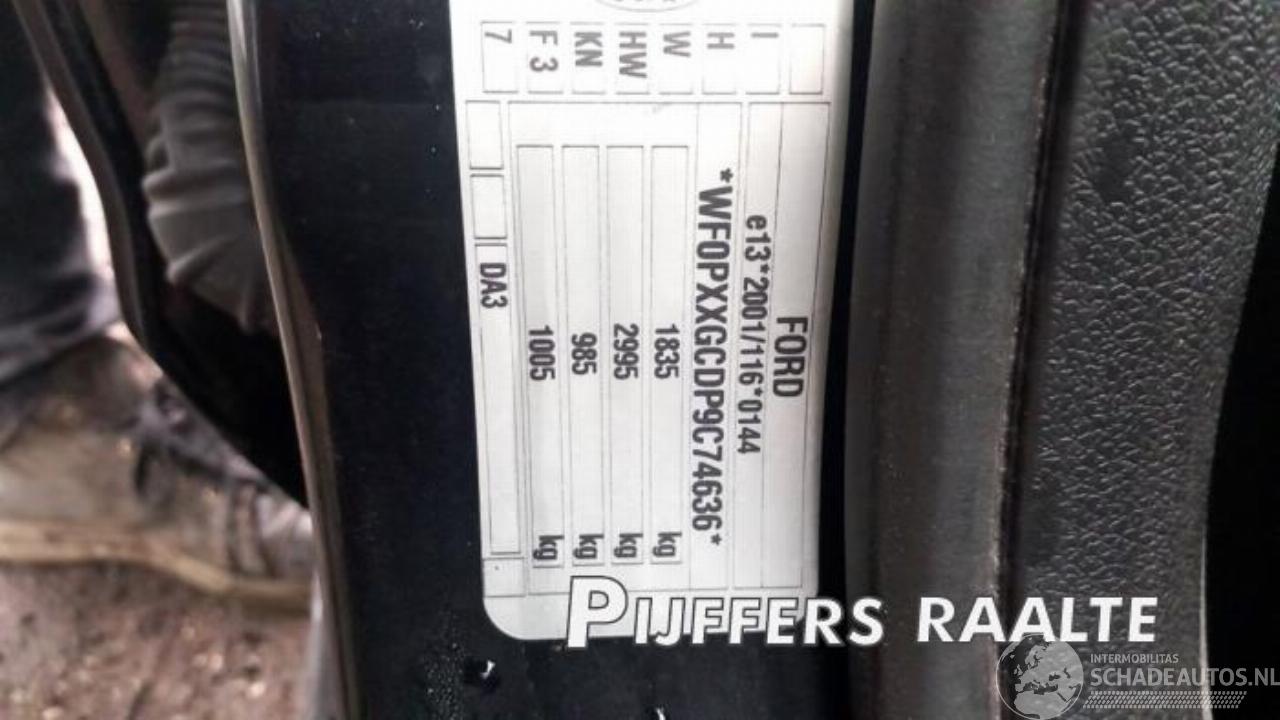 FORD
e13*2001/116*0144
*WF0PXXGCDP9C74636*
1835 kg
2995 kg
985 kg
1005 kg
DA3
I
H
W
HW
KN
F 3
7
PIJFFERS RAALTE
INTERMOBILITAS
SCHADEAUTOS.NL